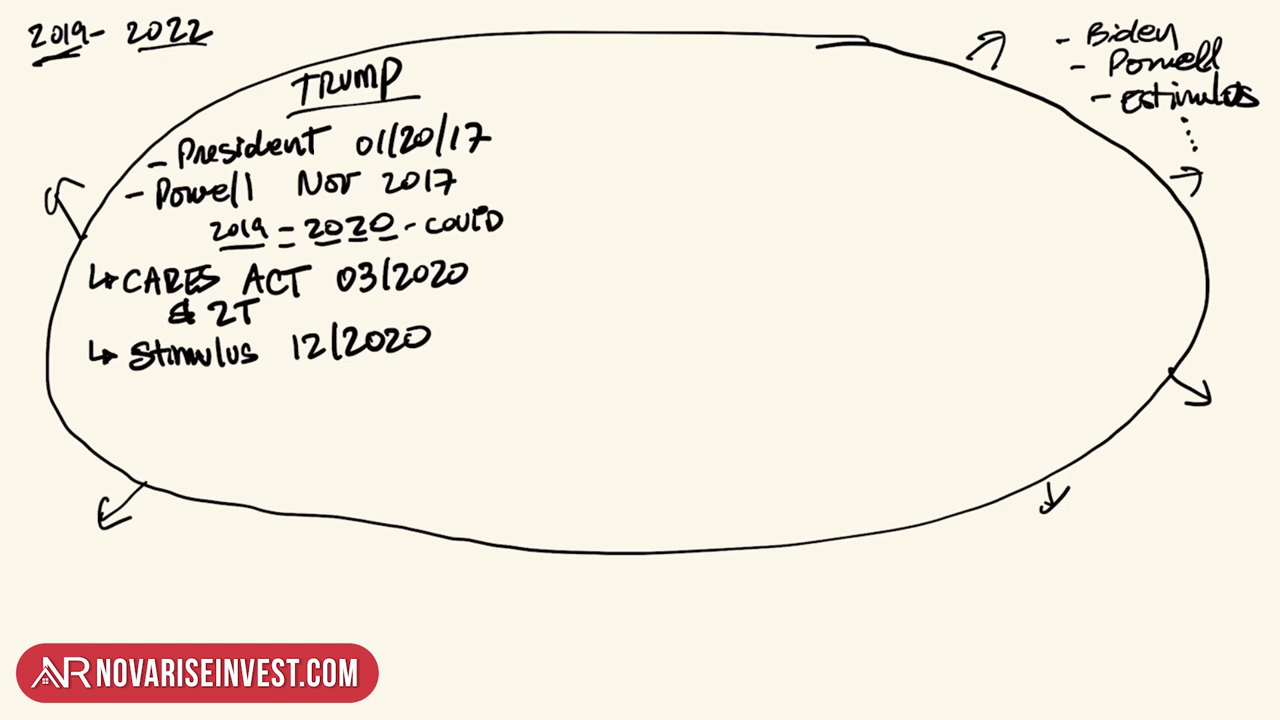 2019 - 2022
- Biden
- Powell
- estimulos
TRUMP
- President 01/20/17
- Powell Nov 2017
2019 = 2020 - COVID
↳ CARES ACT 03/2020
$ 2T
↳ Stimulus 12/2020
NOVARISEINVEST.COM